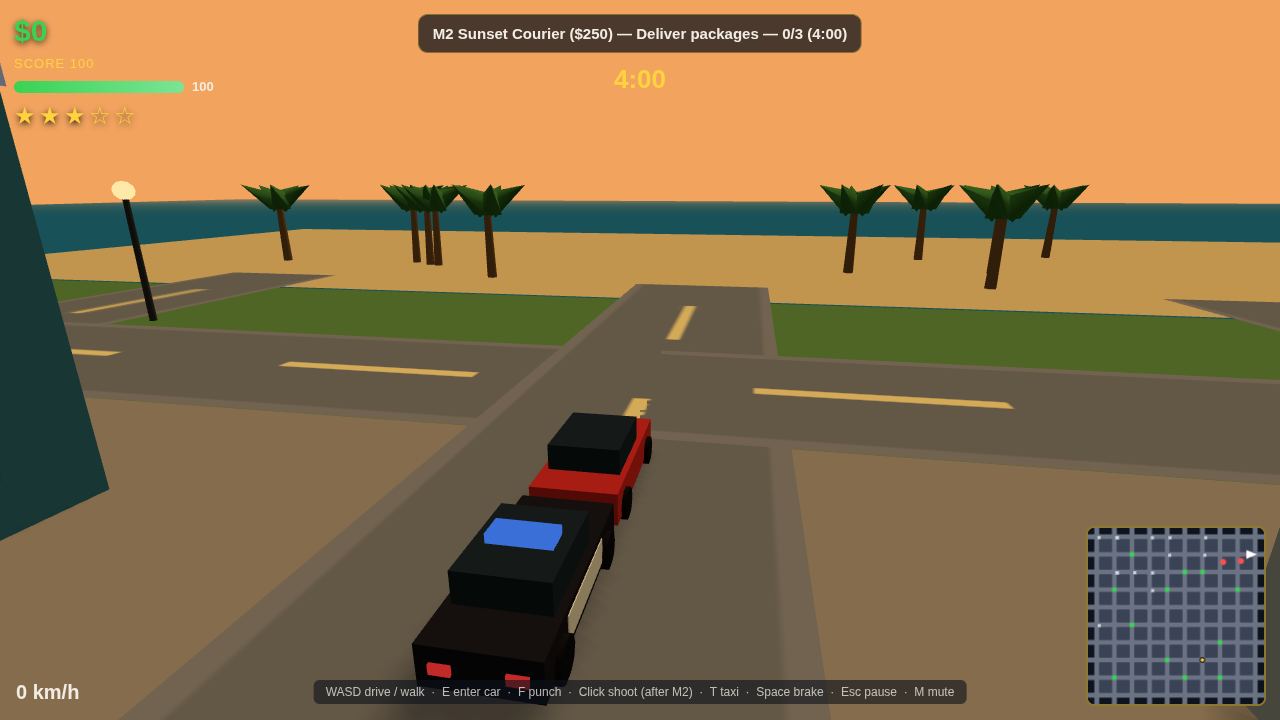 $0
SCORE 100
100
★★★☆☆
M2 Sunset Courier ($250) — Deliver packages — 0/3 (4:00)
4:00
0 km/h
WASD drive / walk · E enter car · F punch · Click shoot (after M2) · T taxi · Space brake · Esc pause · M mute